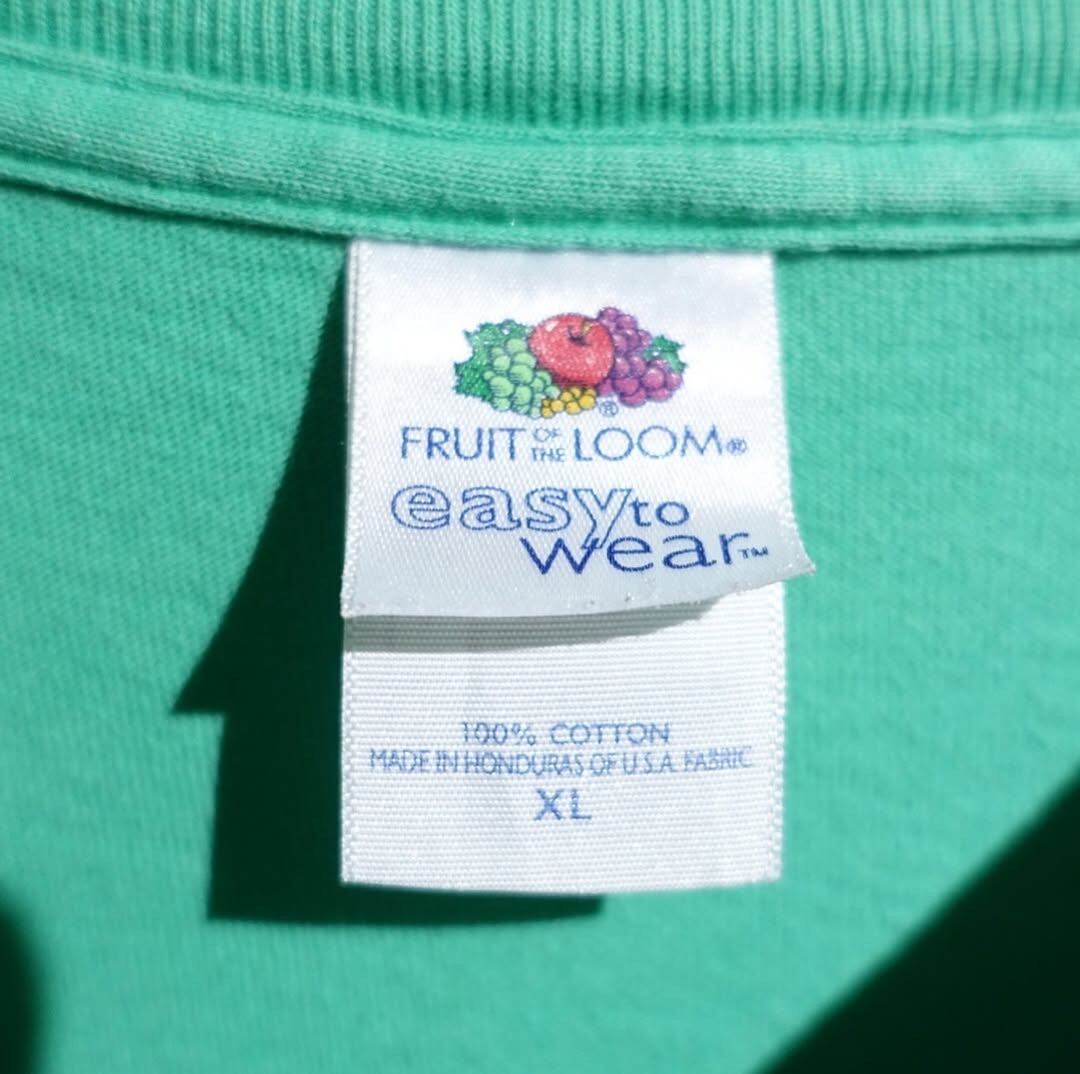 ®
FRUIT OF THE LOOM®
easy to
wear™
100% COTTON
MADE IN HONDURAS OF U.S.A. FABRIC
XL